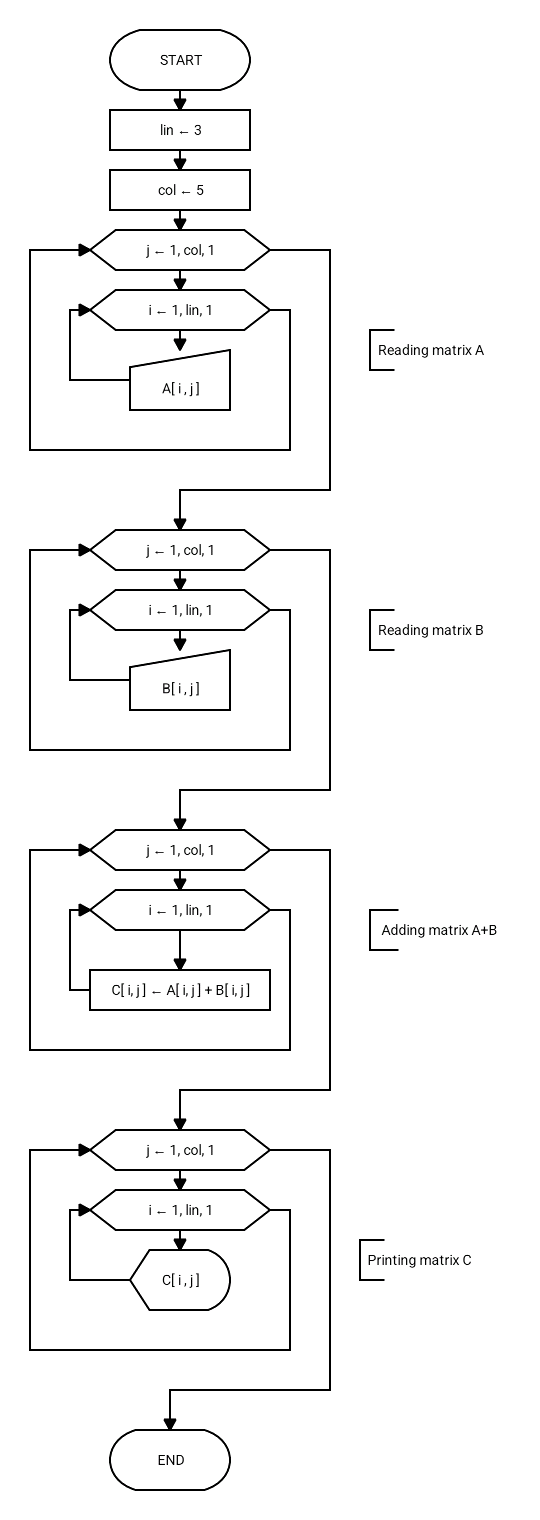 START
lin ← 3
col ← 5
j ← 1, col, 1
i ← 1, lin, 1
Reading matrix A
A[ i , j ]
j ← 1, col, 1
i ← 1, lin, 1
Reading matrix B
B[ i , j ]
j ← 1, col, 1
i ← 1, lin, 1
Adding matrix A+B
C[ i, j ] ← A[ i, j ] + B[ i, j ]
j ← 1, col, 1
i ← 1, lin, 1
Printing matrix C
C[ i , j ]
END